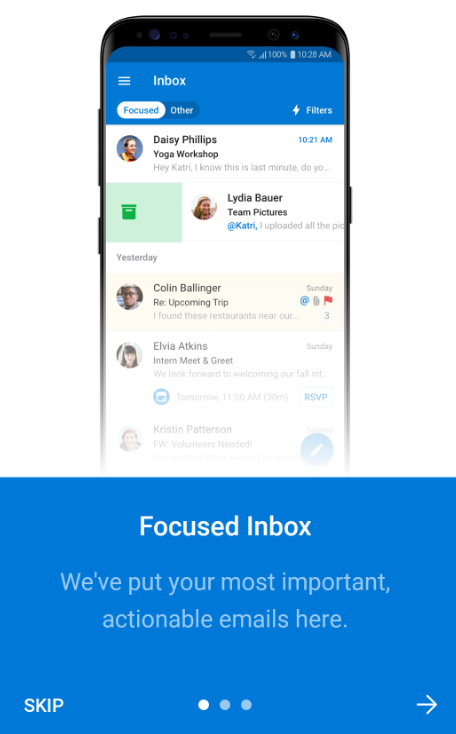 100% 10:28 AM
Inbox
Focused Other Filters
Daisy Phillips 10:21 AM
Yoga Workshop
Hey Katri, I know this is last minute, do yo...
Lydia Bauer
Team Pictures
@Katri, I uploaded all the pic
Yesterday
Colin Ballinger Sunday
Re: Upcoming Trip @
I found these restaurants near our... 3
Elvia Atkins Sunday
Intern Meet & Greet
We look forward to welcoming our fall int...
Tomorrow, 11:00 AM (30m) RSVP
Kristin Patterson Sunday
FW: Volunteers Needed!
Focused Inbox
We've put your most important,
actionable emails here.
SKIP